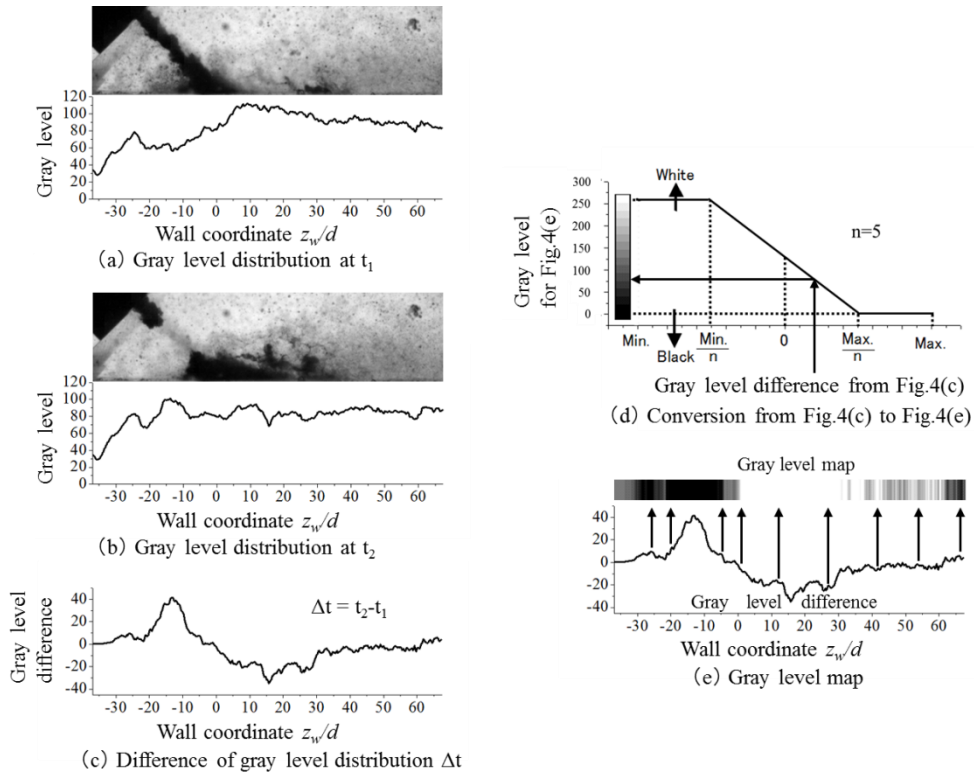 120
100
80
60
40
20
0
Gray level
-30 -20 -10 0 10 20 30 40 50 60
Wall coordinate z_w/d
(a) Gray level distribution at t₁
120
100
80
60
40
20
0
Gray level
-30 -20 -10 0 10 20 30 40 50 60
Wall coordinate z_w/d
(b) Gray level distribution at t₂
40
20
0
-20
-40
Gray level
difference
Δt = t₂-t₁
-30 -20 -10 0 10 20 30 40 50 60
Wall coordinate z_w/d
(c) Difference of gray level distribution Δt
300
250
200
150
100
50
0
Gray level
for Fig.4(e)
White
n=5
Black
Min. Min./n 0 Max./n Max.
Gray level difference from Fig.4(c)
(d) Conversion from Fig.4(c) to Fig.4(e)
Gray level map
40
20
0
-20
-40
Gray level difference
-30 -20 -10 0 10 20 30 40 50 60
Wall coordinate z_w/d
(e) Gray level map